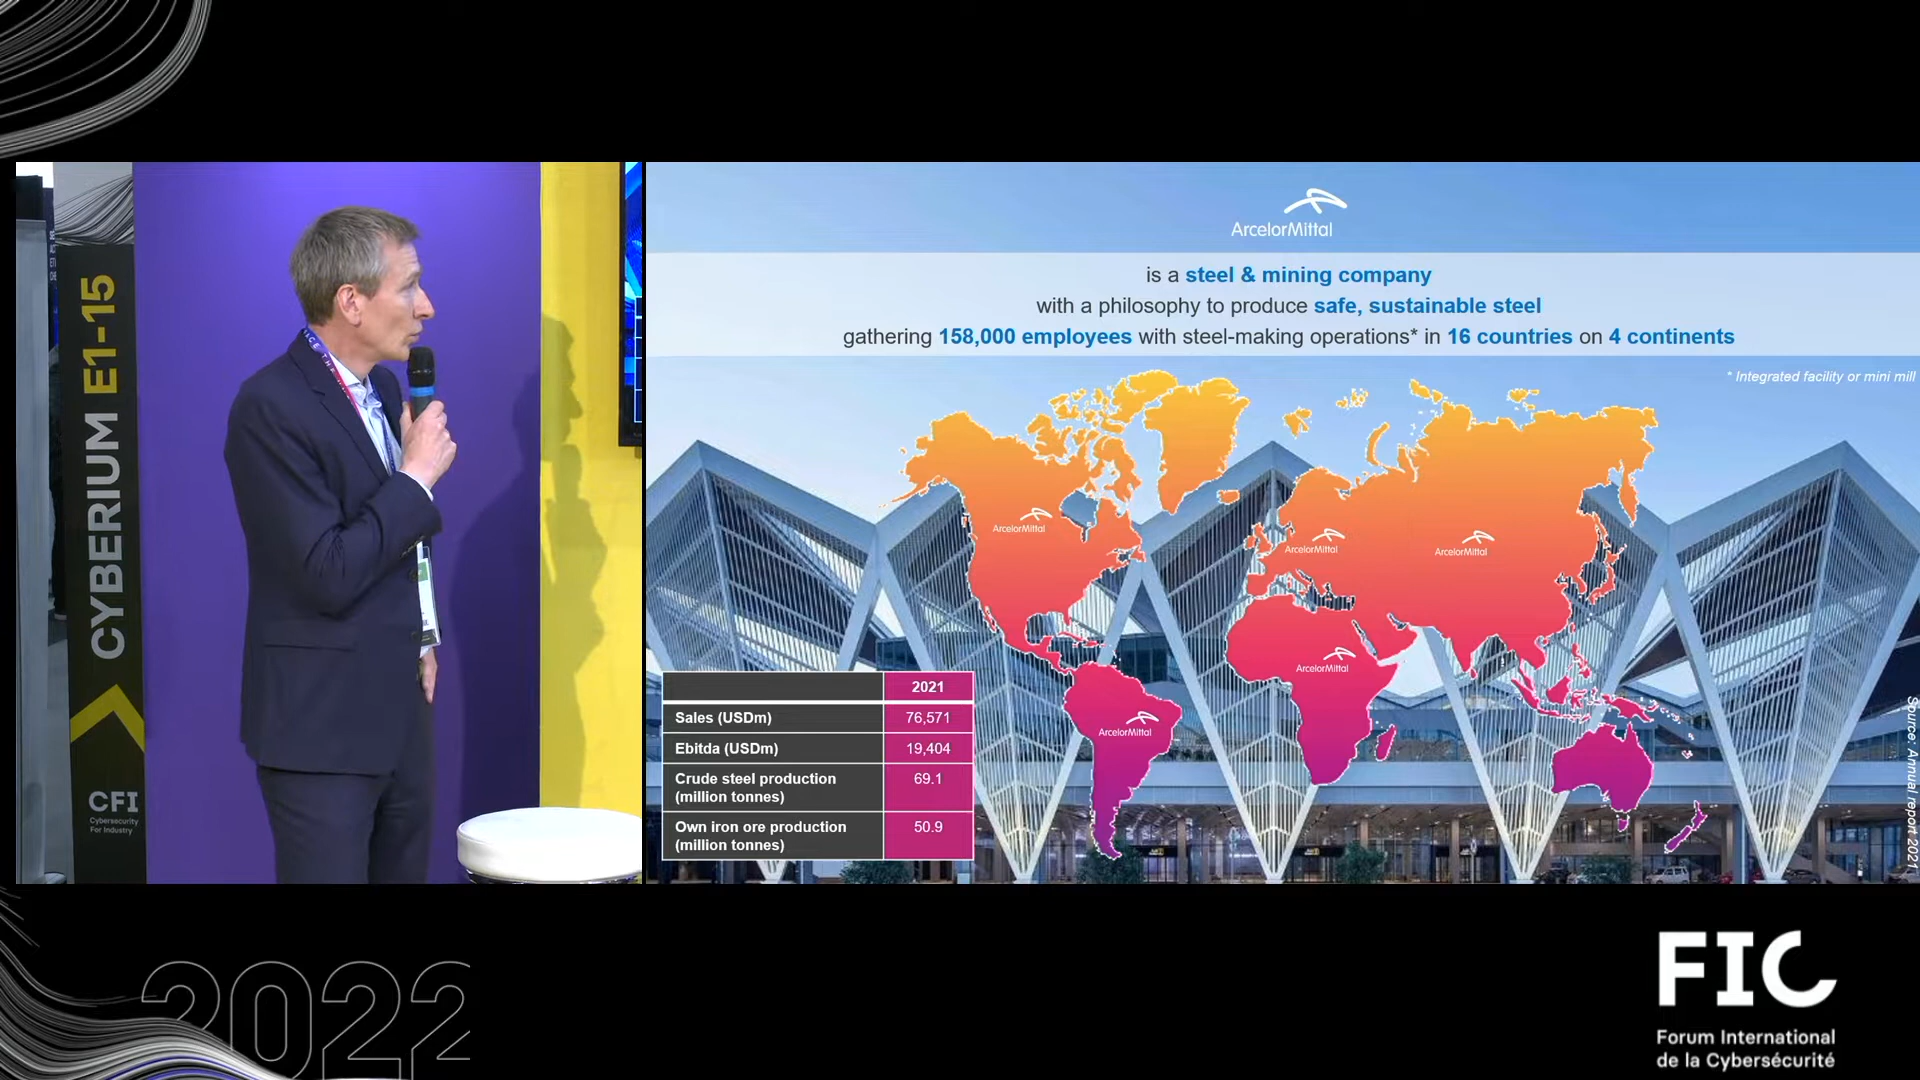 CYBERIUM E1-15
CFI
Cybersecurity
For Industry
ArcelorMittal
is a steel & mining company
with a philosophy to produce safe, sustainable steel
gathering 158,000 employees with steel-making operations* in 16 countries on 4 continents
* Integrated facility or mini mill
ArcelorMittal
ArcelorMittal
ArcelorMittal
ArcelorMittal
ArcelorMittal
2021
Sales (USDm) 76,571
Ebitda (USDm) 19,404
Crude steel production
(million tonnes) 69.1
Own iron ore production
(million tonnes) 50.9
Source: Annual report 2021
2022
FIC
Forum International
de la Cybersécurité